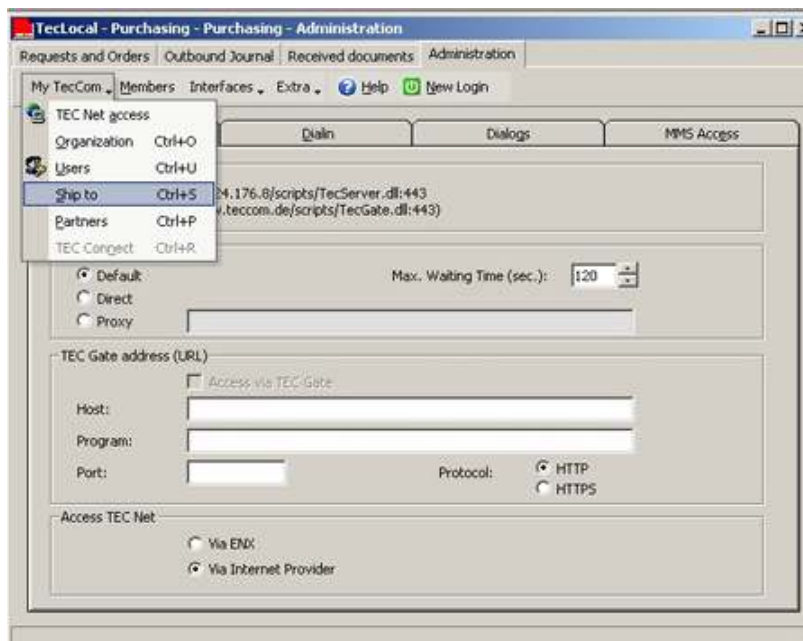 TecLocal - Purchasing - Purchasing - Administration
Requests and Orders Outbound Journal Received documents Administration
My TecCom Members Interfaces Extra Help New Login
TEC Net access
Organization Ctrl+O
Users Ctrl+U
Ship to Ctrl+S
Partners Ctrl+P
TEC Connect Ctrl+R
Dialin Dialogs MMS Access
24.176.8/scripts/TecServer.dll:443
.teccom.de/scripts/TecGate.dll:443)
Default Max. Waiting Time (sec.): 120
Direct
Proxy
TEC Gate address (URL)
Access via TEC Gate
Host:
Program:
Port: Protocol: HTTP
HTTPS
Access TEC Net
Via ENX
Via Internet Provider